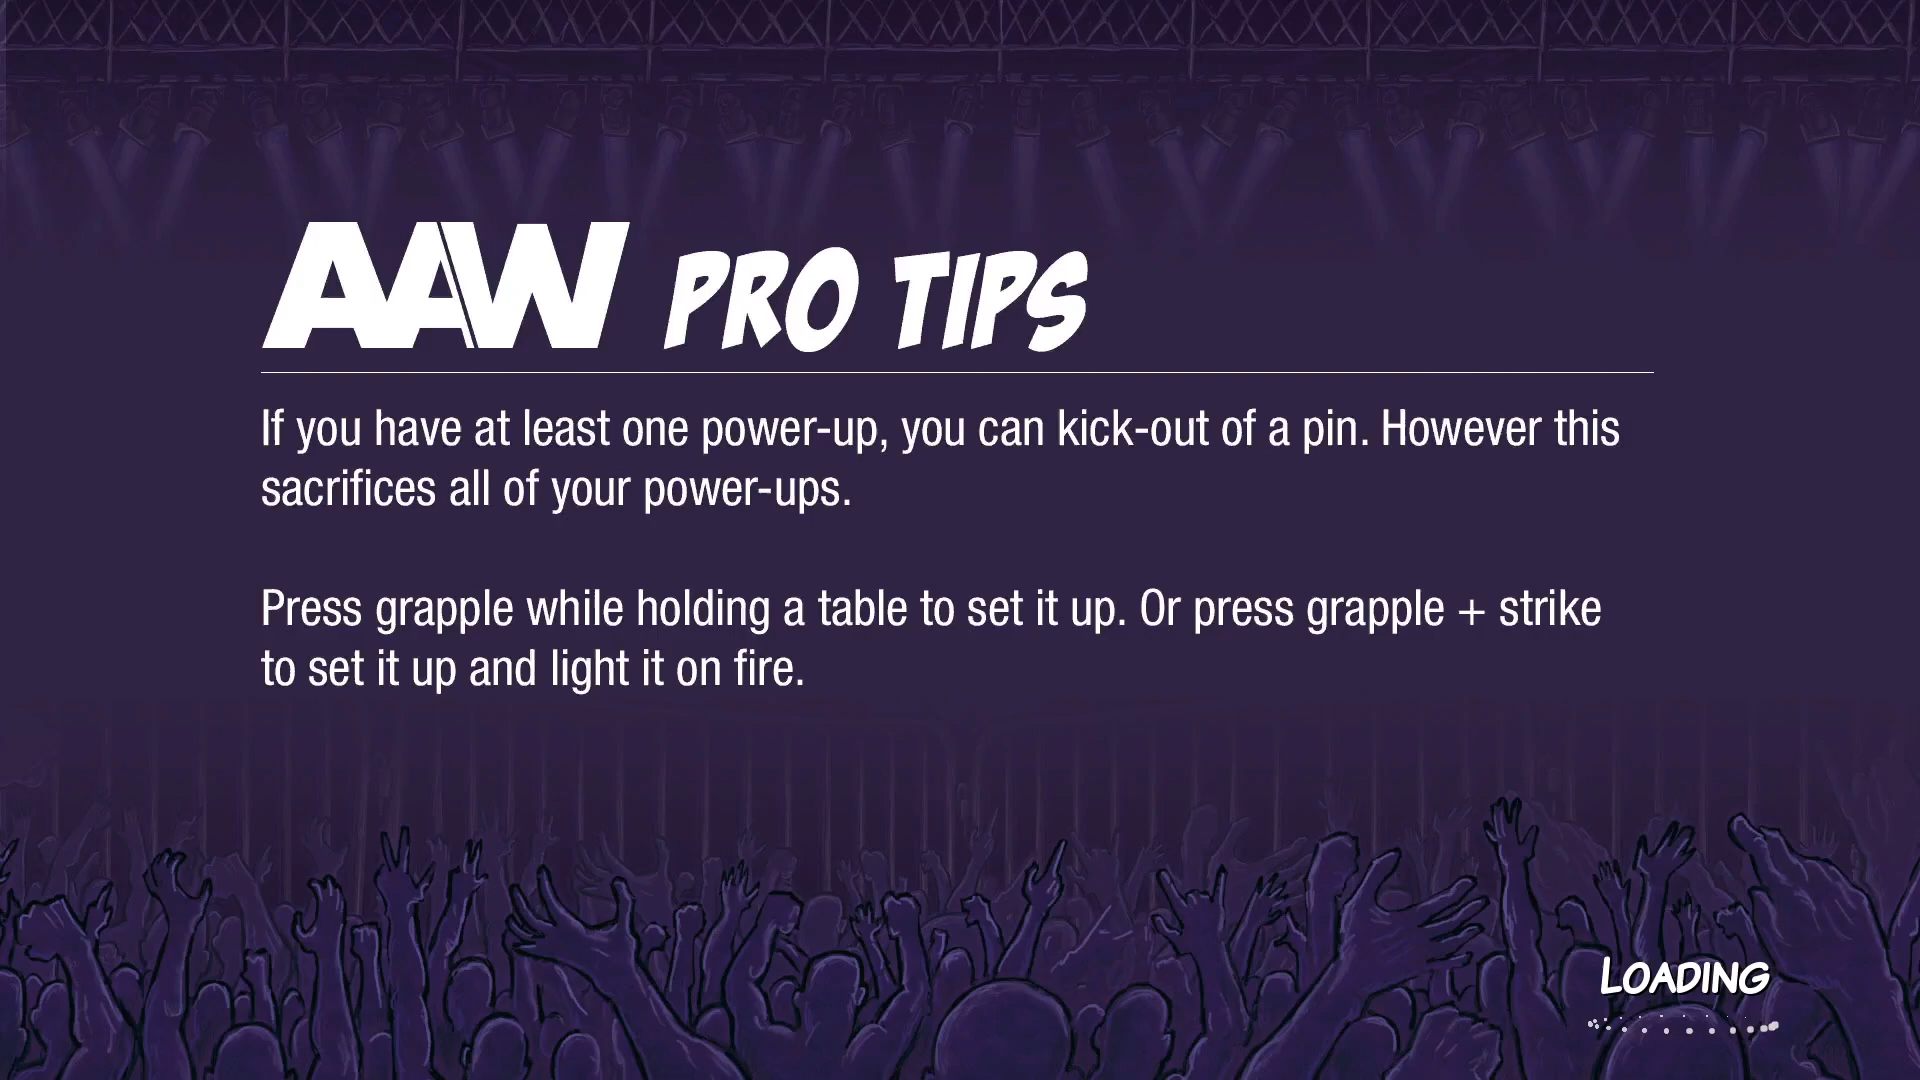 AAW PRO TIPS
If you have at least one power-up, you can kick-out of a pin. However this
sacrifices all of your power-ups.
Press grapple while holding a table to set it up. Or press grapple + strike
to set it up and light it on fire.
LOADING